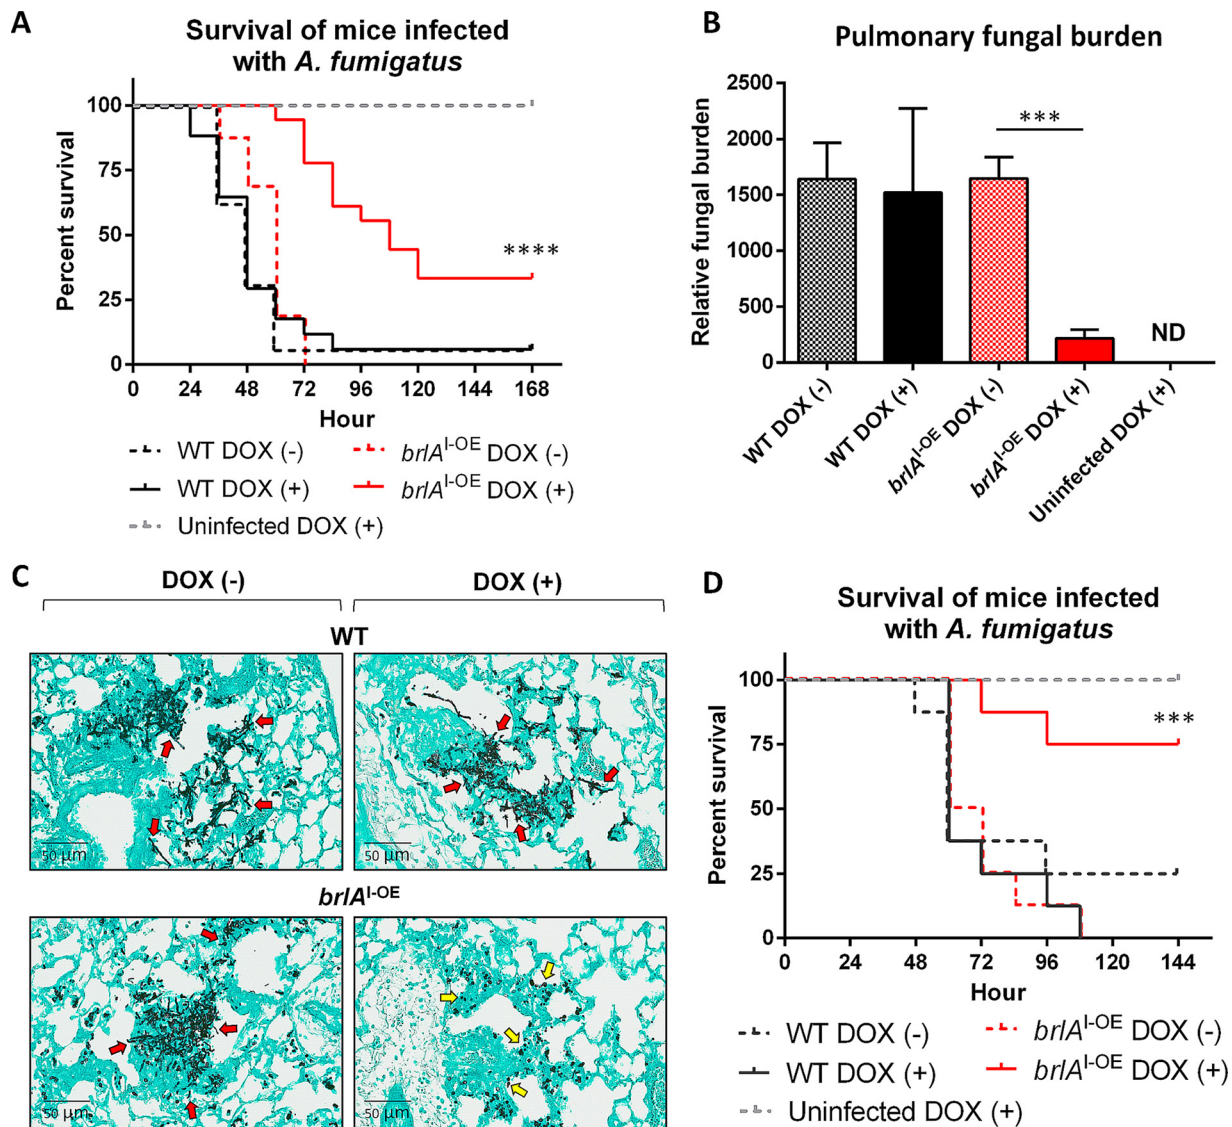 A
Survival of mice infected
with A. fumigatus
Percent survival
100
75
50
25
0
0 24 48 72 96 120 144 168
Hour
WT DOX (-)
brlA^I-OE DOX (-)
WT DOX (+)
brlA^I-OE DOX (+)
Uninfected DOX (+)
****
B
Pulmonary fungal burden
Relative fungal burden
2500
2000
1500
1000
500
0
***
ND
WT DOX (-)
WT DOX (+)
brlA^I-OE DOX (-)
brlA^I-OE DOX (+)
Uninfected DOX (+)
C
DOX (-) DOX (+)
WT
50 μm
50 μm
brlA^I-OE
50 μm
50 μm
D
Survival of mice infected
with A. fumigatus
Percent survival
100
75
50
25
0
***
0 24 48 72 96 120 144
Hour
WT DOX (-)
brlA^I-OE DOX (-)
WT DOX (+)
brlA^I-OE DOX (+)
Uninfected DOX (+)